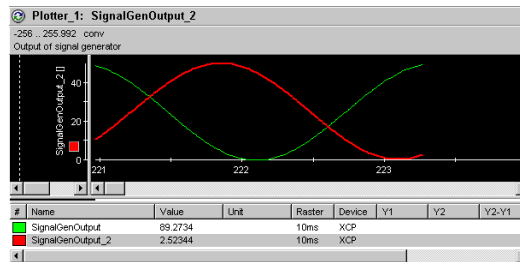 Plotter_1: SignalGenOutput_2
-256 .. 255.992 conv
Output of signal generator
SignalGenOutput_2 []
40
20
0
221 222 223
# Name Value Unit Raster Device Y1 Y2 Y2-Y1
SignalGenOutput 89.2734 10ms XCP
SignalGenOutput_2 2.52344 10ms XCP